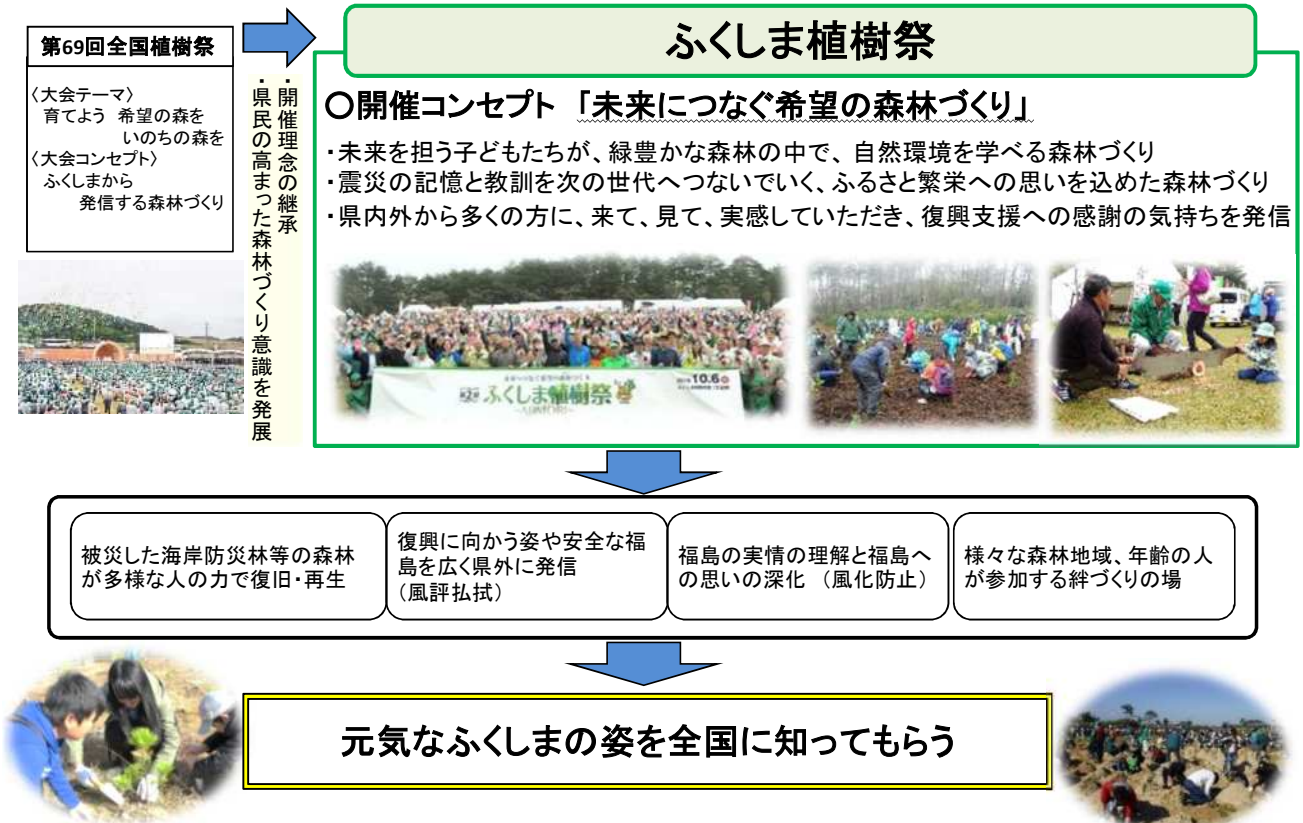 第69回全国植樹祭
〈大会テーマ〉
育てよう 希望の森を
いのちの森を
〈大会コンセプト〉
ふくしまから
発信する森林づくり
・開催理念の継承
・県民の高まった森林づくり意識を発展
ふくしま植樹祭
〇開催コンセプト 「未来につなぐ希望の森林づくり」
・未来を担う子どもたちが、緑豊かな森林の中で、自然環境を学べる森林づくり
・震災の記憶と教訓を次の世代へつないでいく、ふるさと繁栄への思いを込めた森林づくり
・県内外から多くの方に、来て、見て、実感していただき、復興支援への感謝の気持ちを発信
ふくしま植樹祭
10.6
被災した海岸防災林等の森林
が多様な人の力で復旧・再生
復興に向かう姿や安全な福
島を広く県外に発信
（風評払拭）
福島の実情の理解と福島へ
の思いの深化 （風化防止）
様々な森林地域、年齢の人
が参加する絆づくりの場
元気なふくしまの姿を全国に知ってもらう